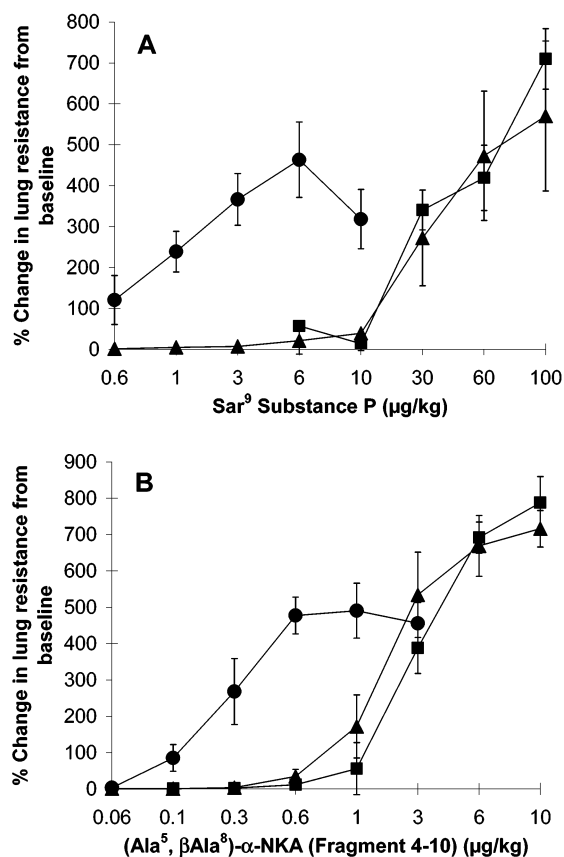 800
700
600
500
400
300
200
100
0
A
% Change in lung resistance from
baseline
0.6 1 3 6 10 30 60 100
Sar⁹ Substance P (µg/kg)
900
800
700
600
500
400
300
200
100
0
B
% Change in lung resistance from
baseline
0.06 0.1 0.3 0.6 1 3 6 10
(Ala⁵, βAla⁸)-α-NKA (Fragment 4-10) (µg/kg)